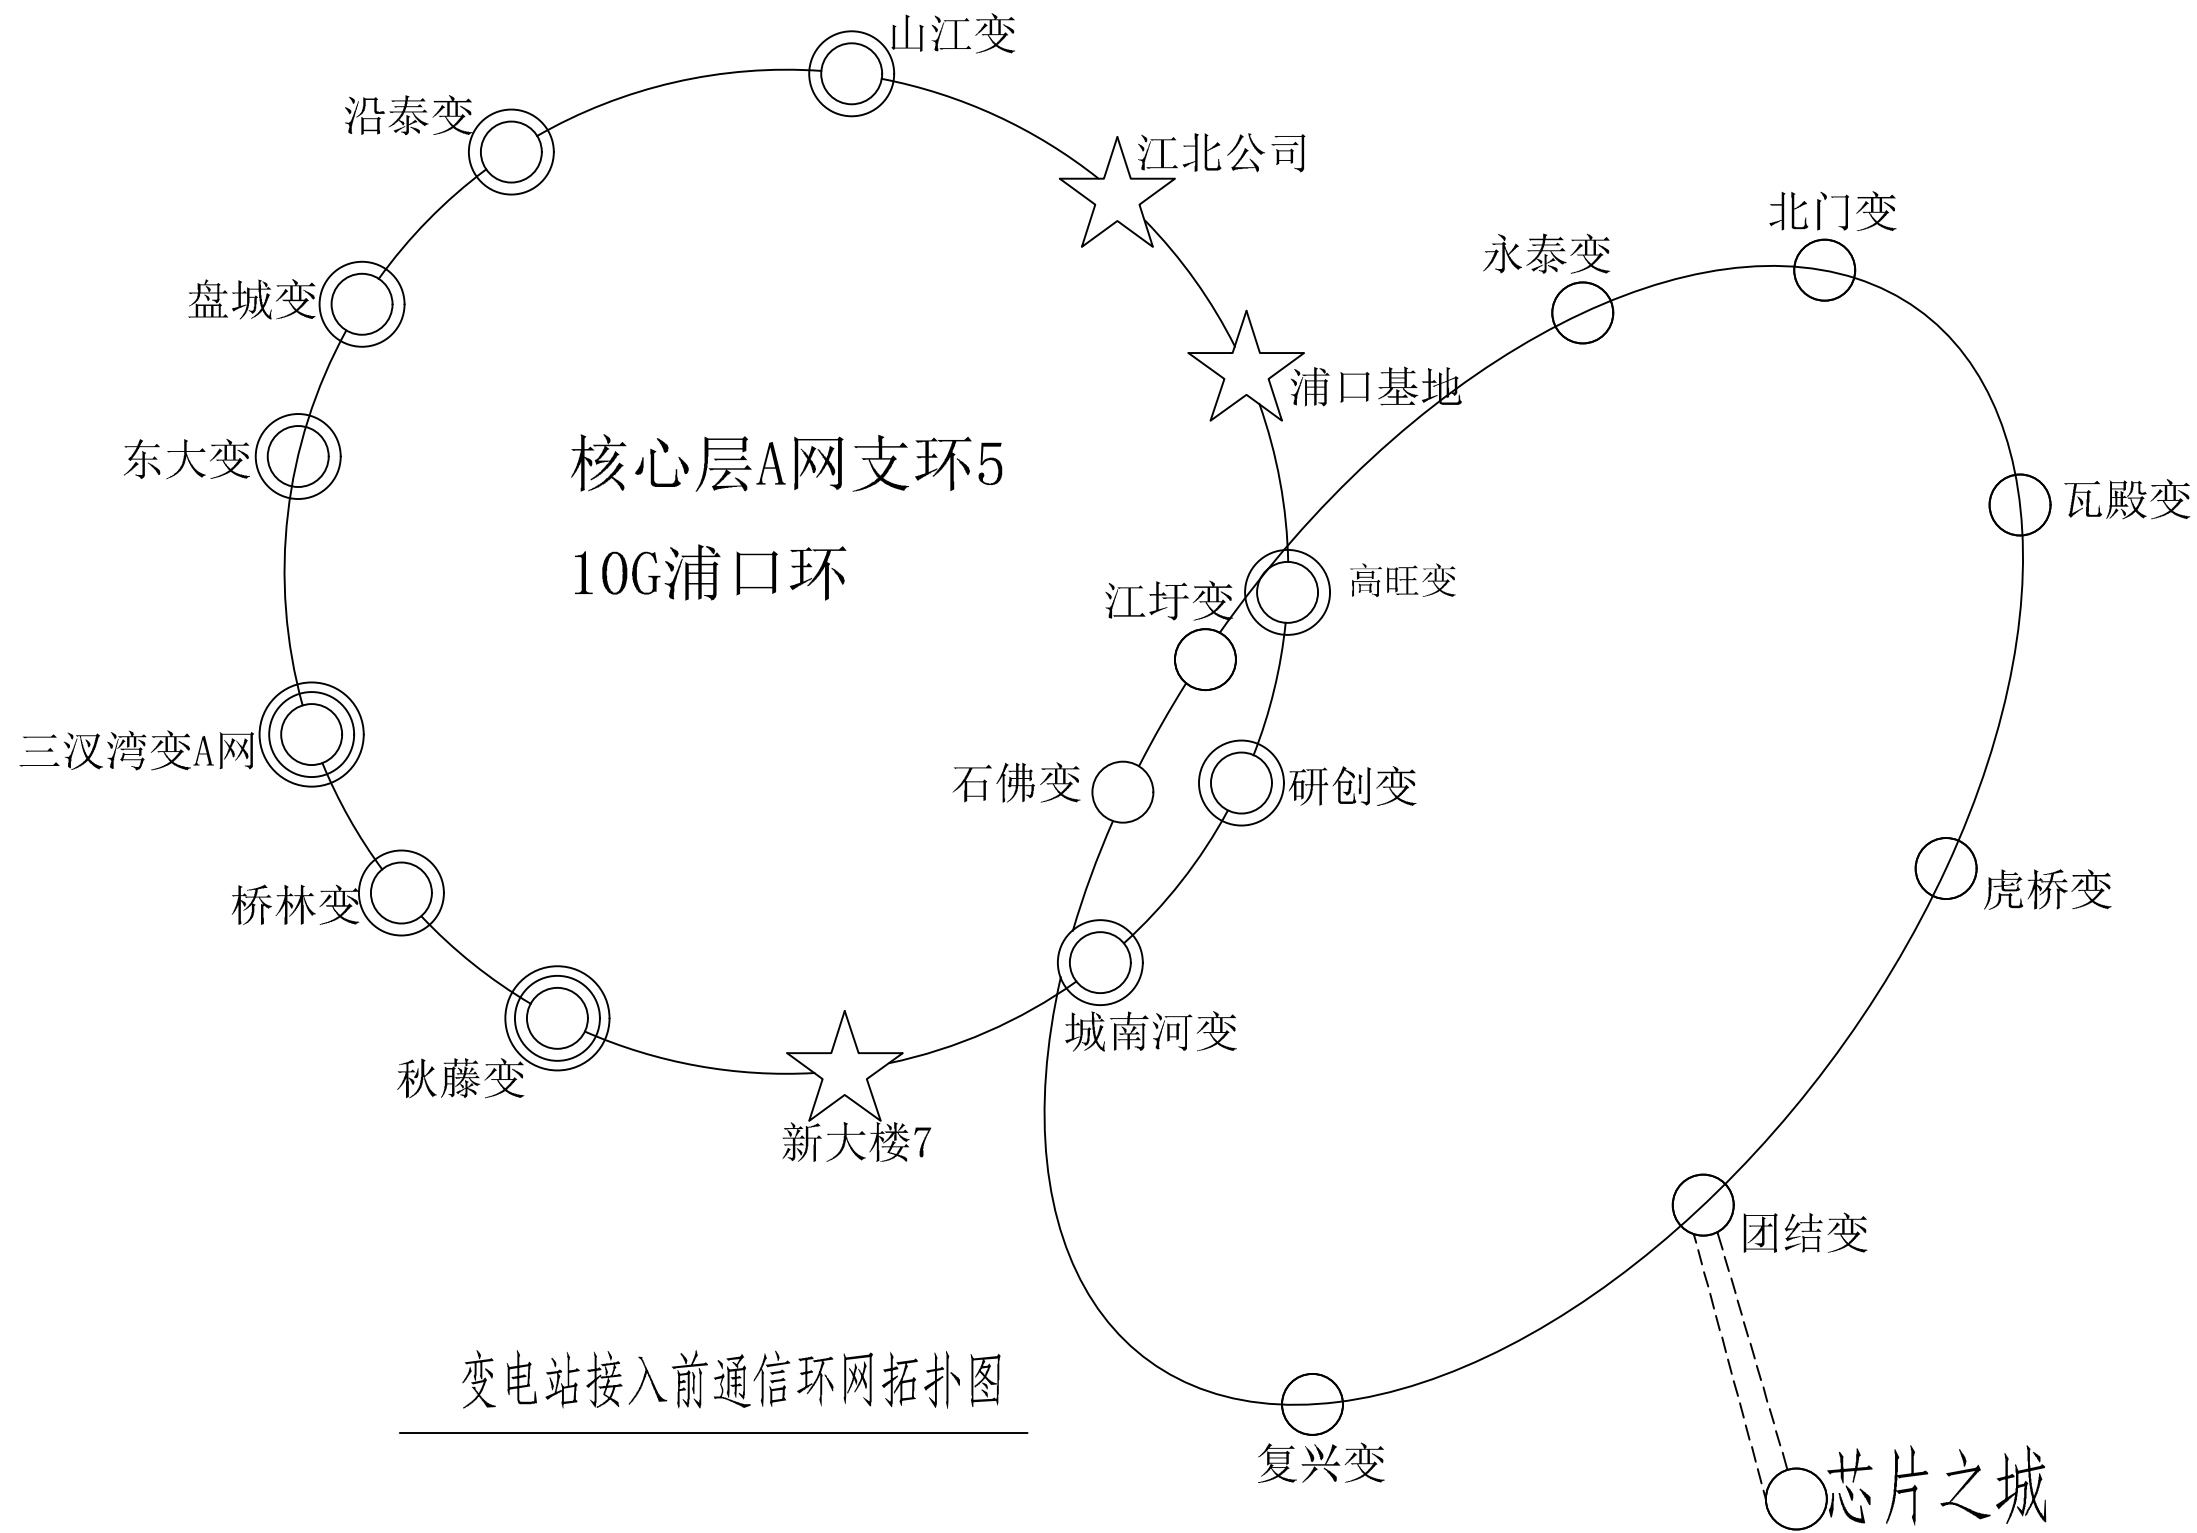 山江变
沿泰变
江北公司
北门变
永泰变
盘城变
浦口基地
东大变
核心层A网支环5
瓦殿变
10G浦口环
高旺变
江圩变
三汊湾变A网
石佛变
研创变
桥林变
虎桥变
城南河变
秋藤变
新大楼7
团结变
变电站接入前通信环网拓扑图
复兴变
芯片之城